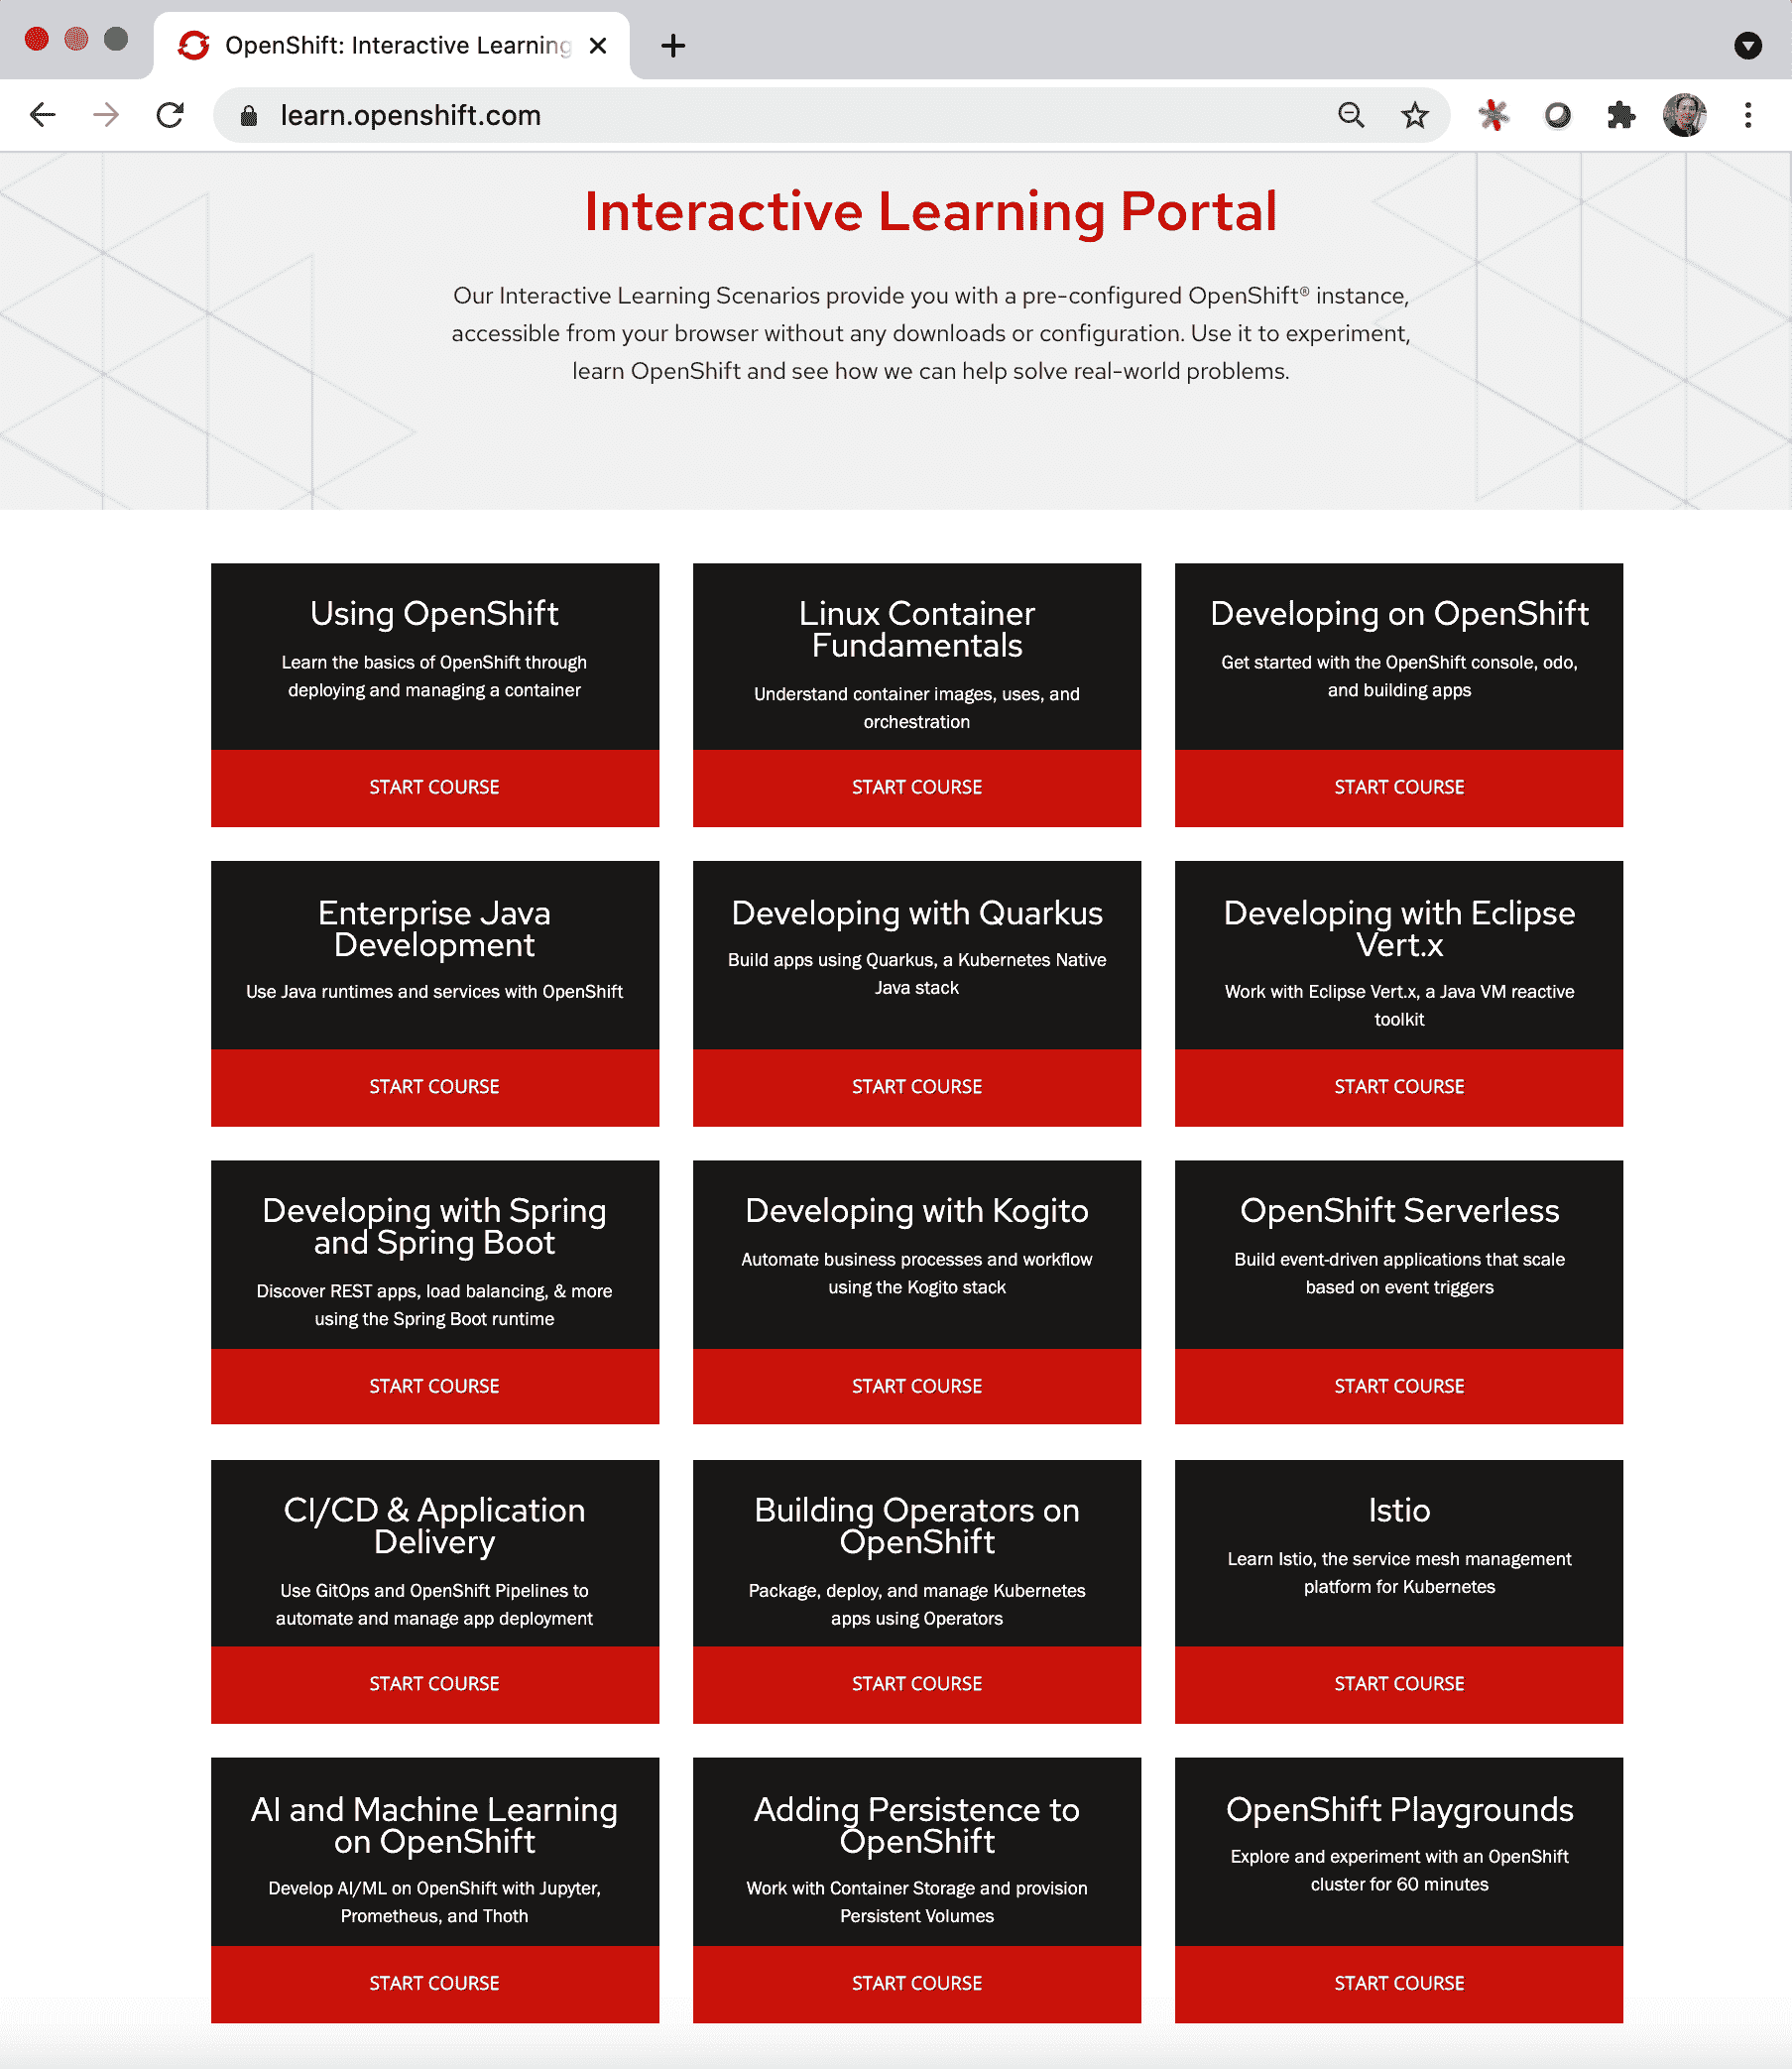 OpenShift: Interactive Learning
learn.openshift.com
Interactive Learning Portal
Our Interactive Learning Scenarios provide you with a pre-configured OpenShift® instance,
accessible from your browser without any downloads or configuration. Use it to experiment,
learn OpenShift and see how we can help solve real-world problems.
Using OpenShift
Learn the basics of OpenShift through
deploying and managing a container
START COURSE
Linux Container
Fundamentals
Understand container images, uses, and
orchestration
START COURSE
Developing on OpenShift
Get started with the OpenShift console, odo,
and building apps
START COURSE
Enterprise Java
Development
Use Java runtimes and services with OpenShift
START COURSE
Developing with Quarkus
Build apps using Quarkus, a Kubernetes Native
Java stack
START COURSE
Developing with Eclipse
Vert.x
Work with Eclipse Vert.x, a Java VM reactive
toolkit
START COURSE
Developing with Spring
and Spring Boot
Discover REST apps, load balancing, & more
using the Spring Boot runtime
START COURSE
Developing with Kogito
Automate business processes and workflow
using the Kogito stack
START COURSE
OpenShift Serverless
Build event-driven applications that scale
based on event triggers
START COURSE
CI/CD & Application
Delivery
Use GitOps and OpenShift Pipelines to
automate and manage app deployment
START COURSE
Building Operators on
OpenShift
Package, deploy, and manage Kubernetes
apps using Operators
START COURSE
Istio
Learn Istio, the service mesh management
platform for Kubernetes
START COURSE
AI and Machine Learning
on OpenShift
Develop AI/ML on OpenShift with Jupyter,
Prometheus, and Thoth
START COURSE
Adding Persistence to
OpenShift
Work with Container Storage and provision
Persistent Volumes
START COURSE
OpenShift Playgrounds
Explore and experiment with an OpenShift
cluster for 60 minutes
START COURSE